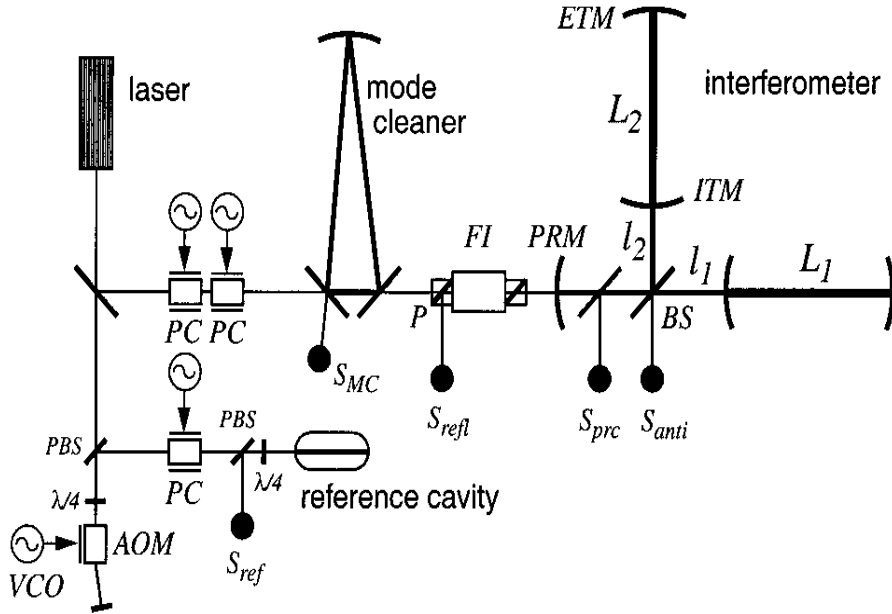 ETM
laser
mode
cleaner
interferometer
L2
ITM
FI
PRM
l2
l1
L1
P
BS
PC
PC
SMC
Srefl
Sprc
Santi
PBS
PBS
PC
λ/4
λ/4
reference cavity
AOM
Sref
VCO